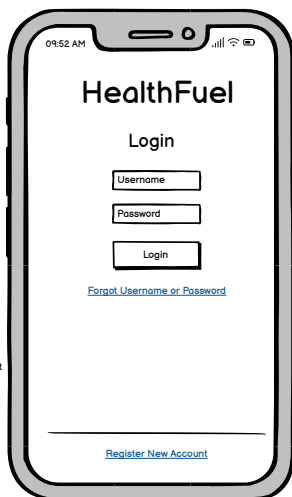 09:52 AM
HealthFuel
Login
Username
Password
Login
Forgot Username or Password
Register New Account